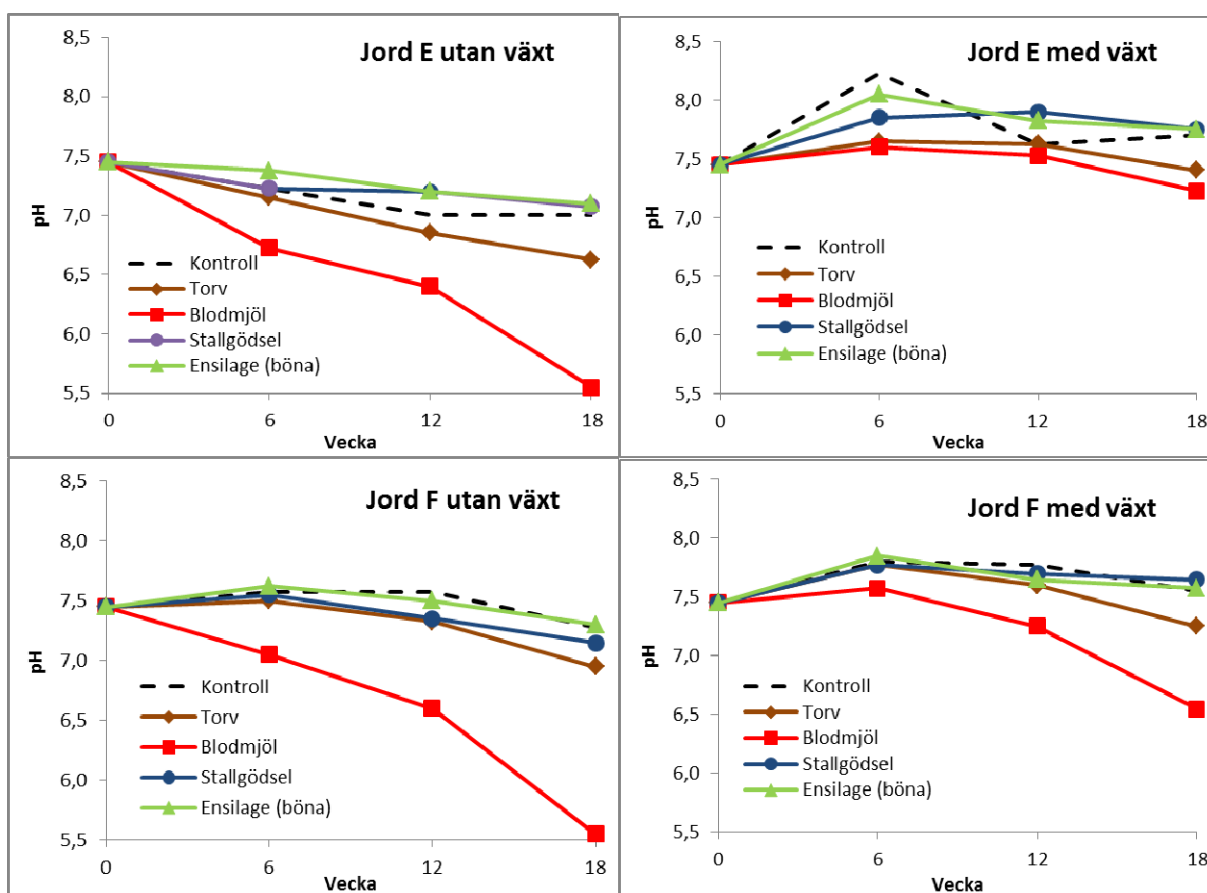 Jord E utan växt
8,5
8,0
7,5
7,0
6,5
6,0
5,5
pH
Kontroll
Torv
Blodmjöl
Stallgödsel
Ensilage (böna)
0 6 12 18
Vecka
Jord E med växt
8,5
8,0
7,5
7,0
6,5
6,0
5,5
pH
Kontroll
Torv
Blodmjöl
Stallgödsel
Ensilage (böna)
0 6 12 18
Vecka
Jord F utan växt
8,5
8,0
7,5
7,0
6,5
6,0
5,5
pH
Kontroll
Torv
Blodmjöl
Stallgödsel
Ensilage (böna)
0 6 12 18
Vecka
Jord F med växt
8,5
8,0
7,5
7,0
6,5
6,0
5,5
pH
Kontroll
Torv
Blodmjöl
Stallgödsel
Ensilage (böna)
0 6 12 18
Vecka